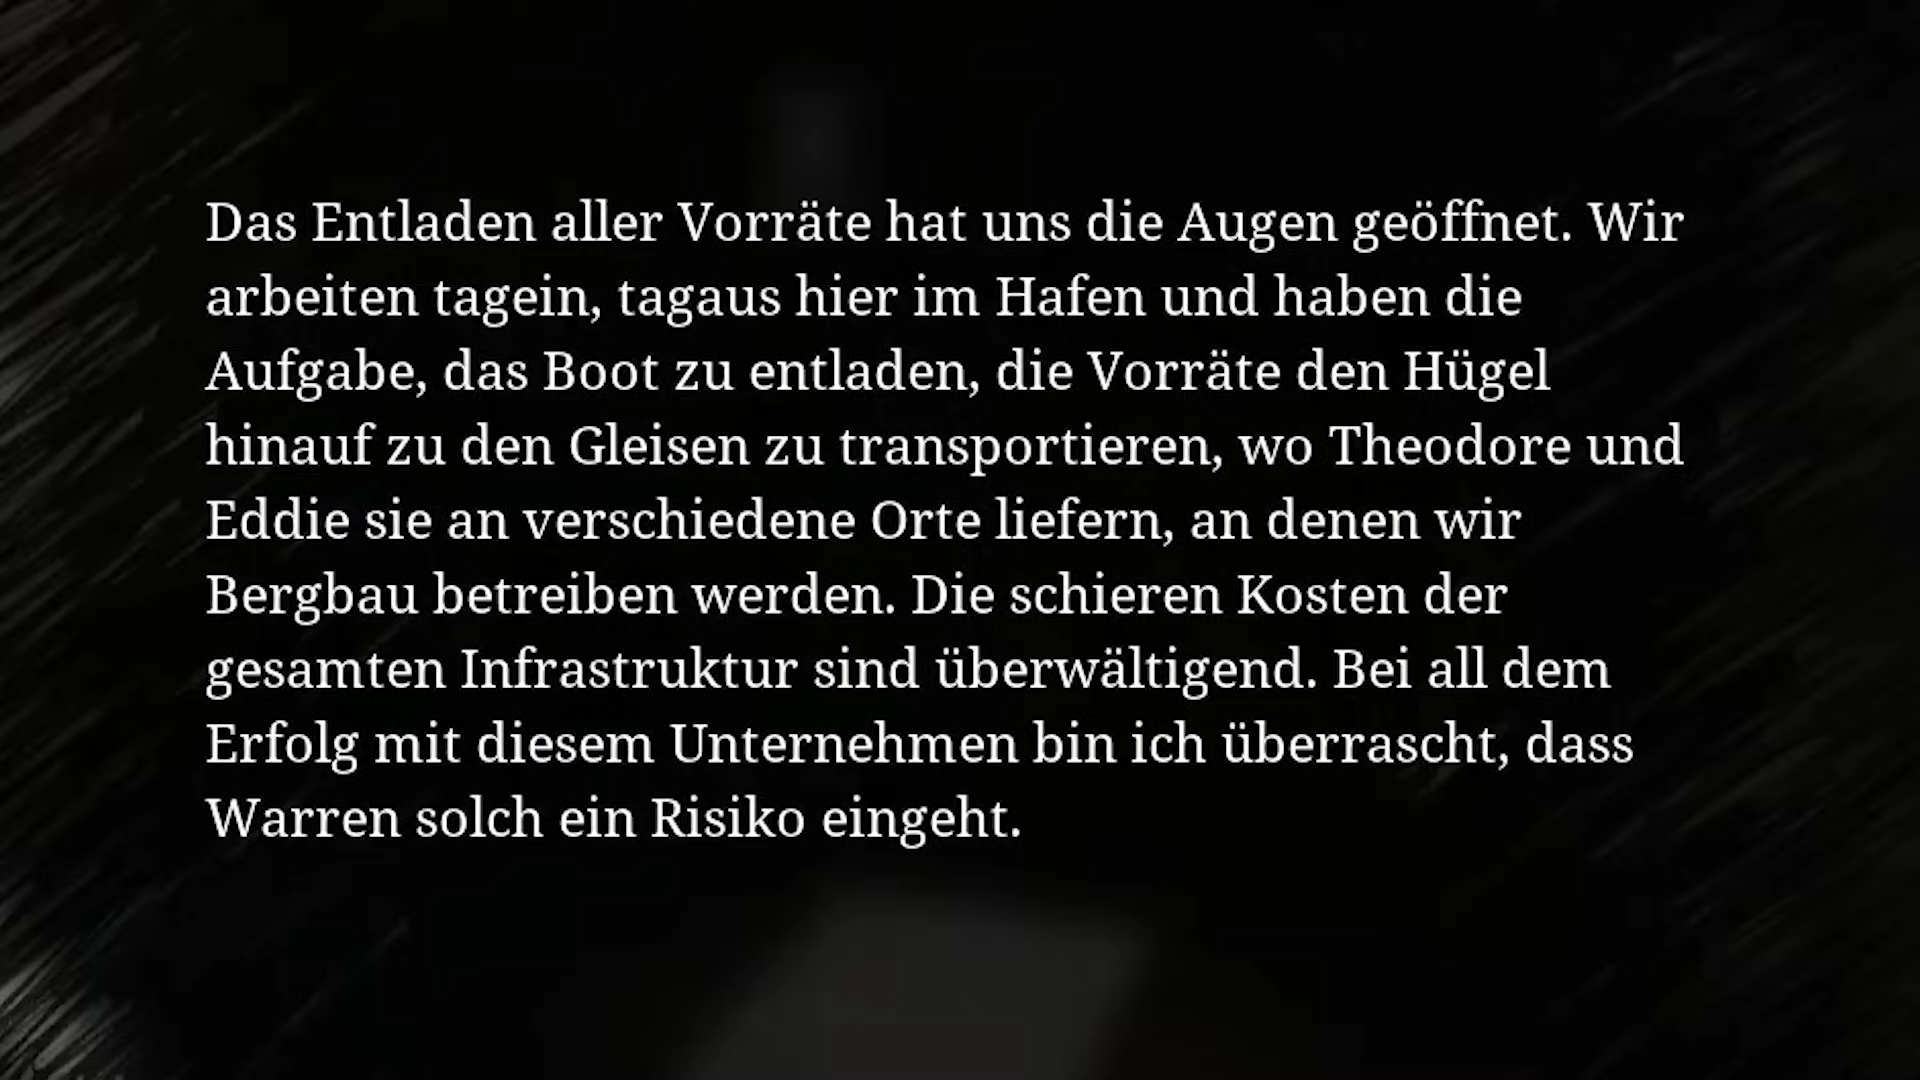 Das Entladen aller Vorräte hat uns die Augen geöffnet. Wir
arbeiten tagein, tagaus hier im Hafen und haben die
Aufgabe, das Boot zu entladen, die Vorräte den Hügel
hinauf zu den Gleisen zu transportieren, wo Theodore und
Eddie sie an verschiedene Orte liefern, an denen wir
Bergbau betreiben werden. Die schieren Kosten der
gesamten Infrastruktur sind überwältigend. Bei all dem
Erfolg mit diesem Unternehmen bin ich überrascht, dass
Warren solch ein Risiko eingeht.